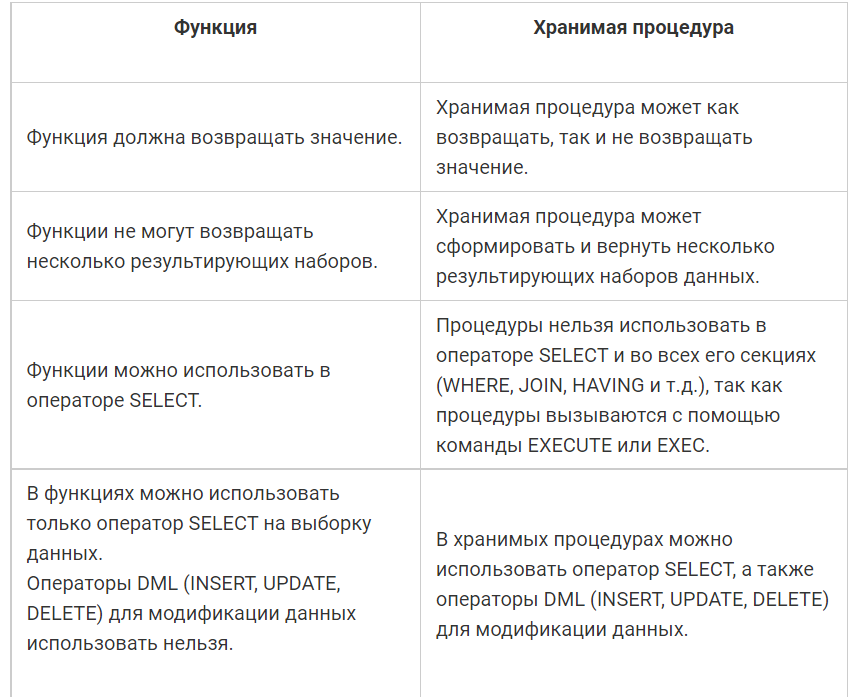 Функция
Хранимая процедура
Функция должна возвращать значение.
Хранимая процедура может как
возвращать, так и не возвращать
значение.
Функции не могут возвращать
несколько результирующих наборов.
Хранимая процедура может
сформировать и вернуть несколько
результирующих наборов данных.
Функции можно использовать в
операторе SELECT.
Процедуры нельзя использовать в
операторе SELECT и во всех его секциях
(WHERE, JOIN, HAVING и т.д.), так как
процедуры вызываются с помощью
команды EXECUTE или EXEC.
В функциях можно использовать
только оператор SELECT на выборку
данных.
Операторы DML (INSERT, UPDATE,
DELETE) для модификации данных
использовать нельзя.
В хранимых процедурах можно
использовать оператор SELECT, а также
операторы DML (INSERT, UPDATE, DELETE)
для модификации данных.